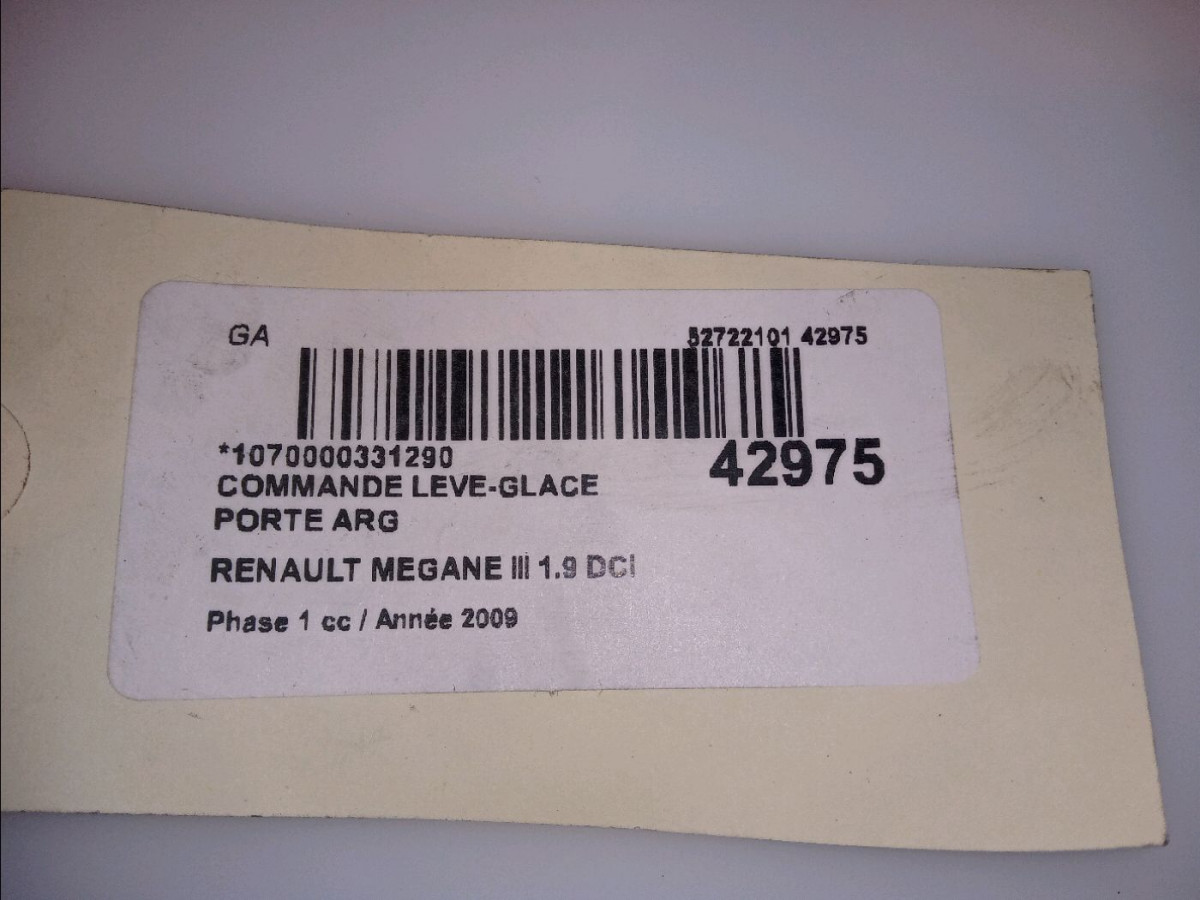 GA
52722101 42975
*1070000331290
42975
COMMANDE LEVE-GLACE
PORTE ARG
RENAULT MEGANE III 1.9 DCI
Phase 1 cc / Année 2009